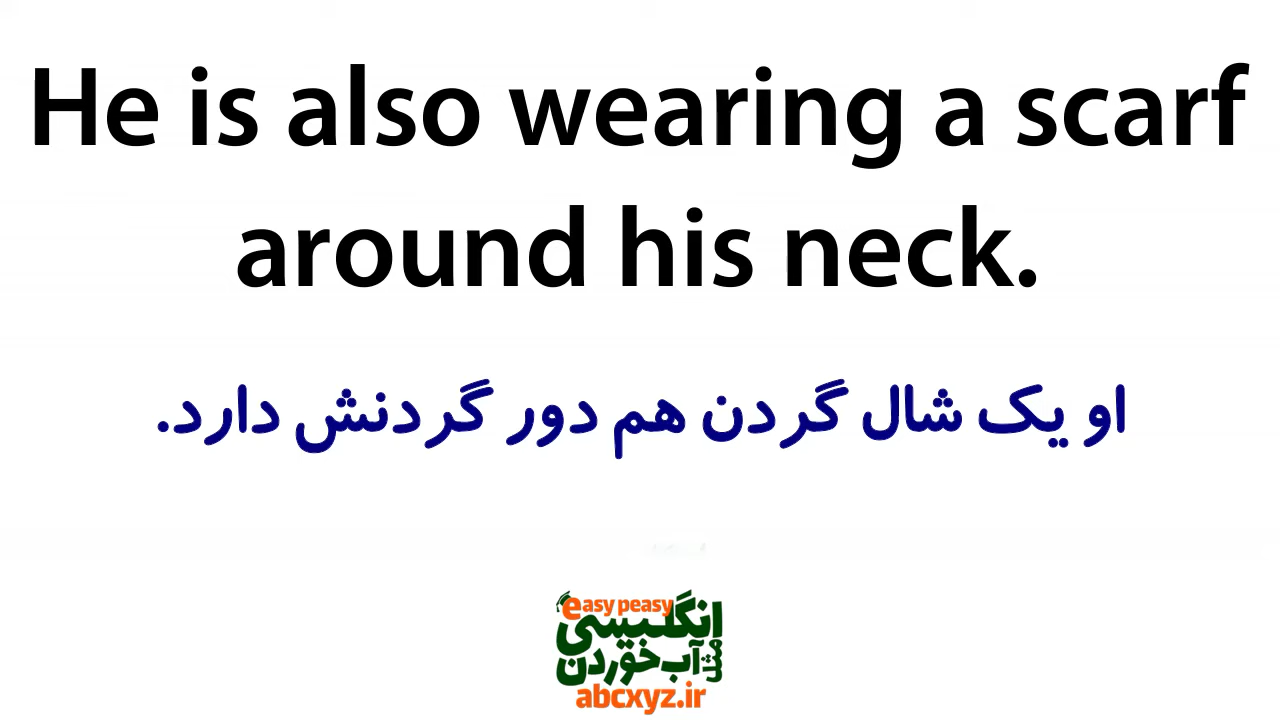 He is also wearing a scarf
around his neck.
او یک شال گردن هم دور گردنش دارد.
easy peasy
انگلیسی
مثل آب خوردن
abcxyz.ir